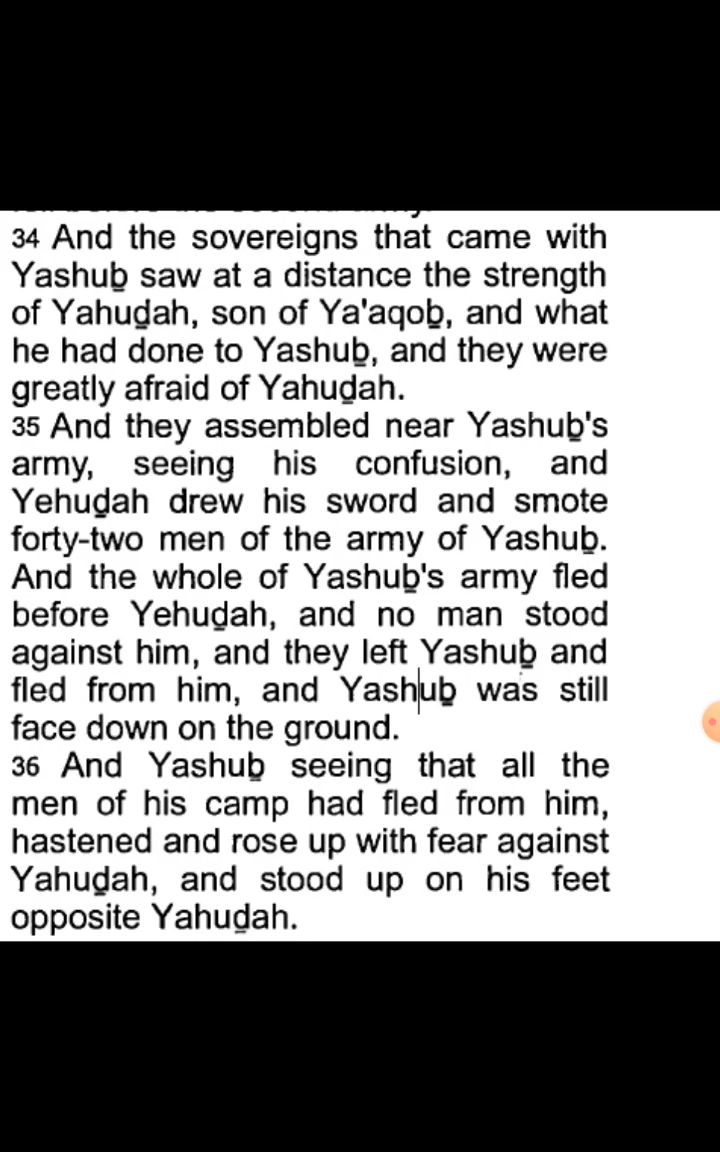 34 And the sovereigns that came with
Yashuḇ saw at a distance the strength
of Yahuḏah, son of Ya'aqoḇ, and what
he had done to Yashuḇ, and they were
greatly afraid of Yahuḏah.
35 And they assembled near Yashuḇ's
army, seeing his confusion, and
Yehuḏah drew his sword and smote
forty-two men of the army of Yashuḇ.
And the whole of Yashuḇ's army fled
before Yehuḏah, and no man stood
against him, and they left Yashuḇ and
fled from him, and Yashuḇ was still
face down on the ground.
36 And Yashuḇ seeing that all the
men of his camp had fled from him,
hastened and rose up with fear against
Yahuḏah, and stood up on his feet
opposite Yahuḏah.